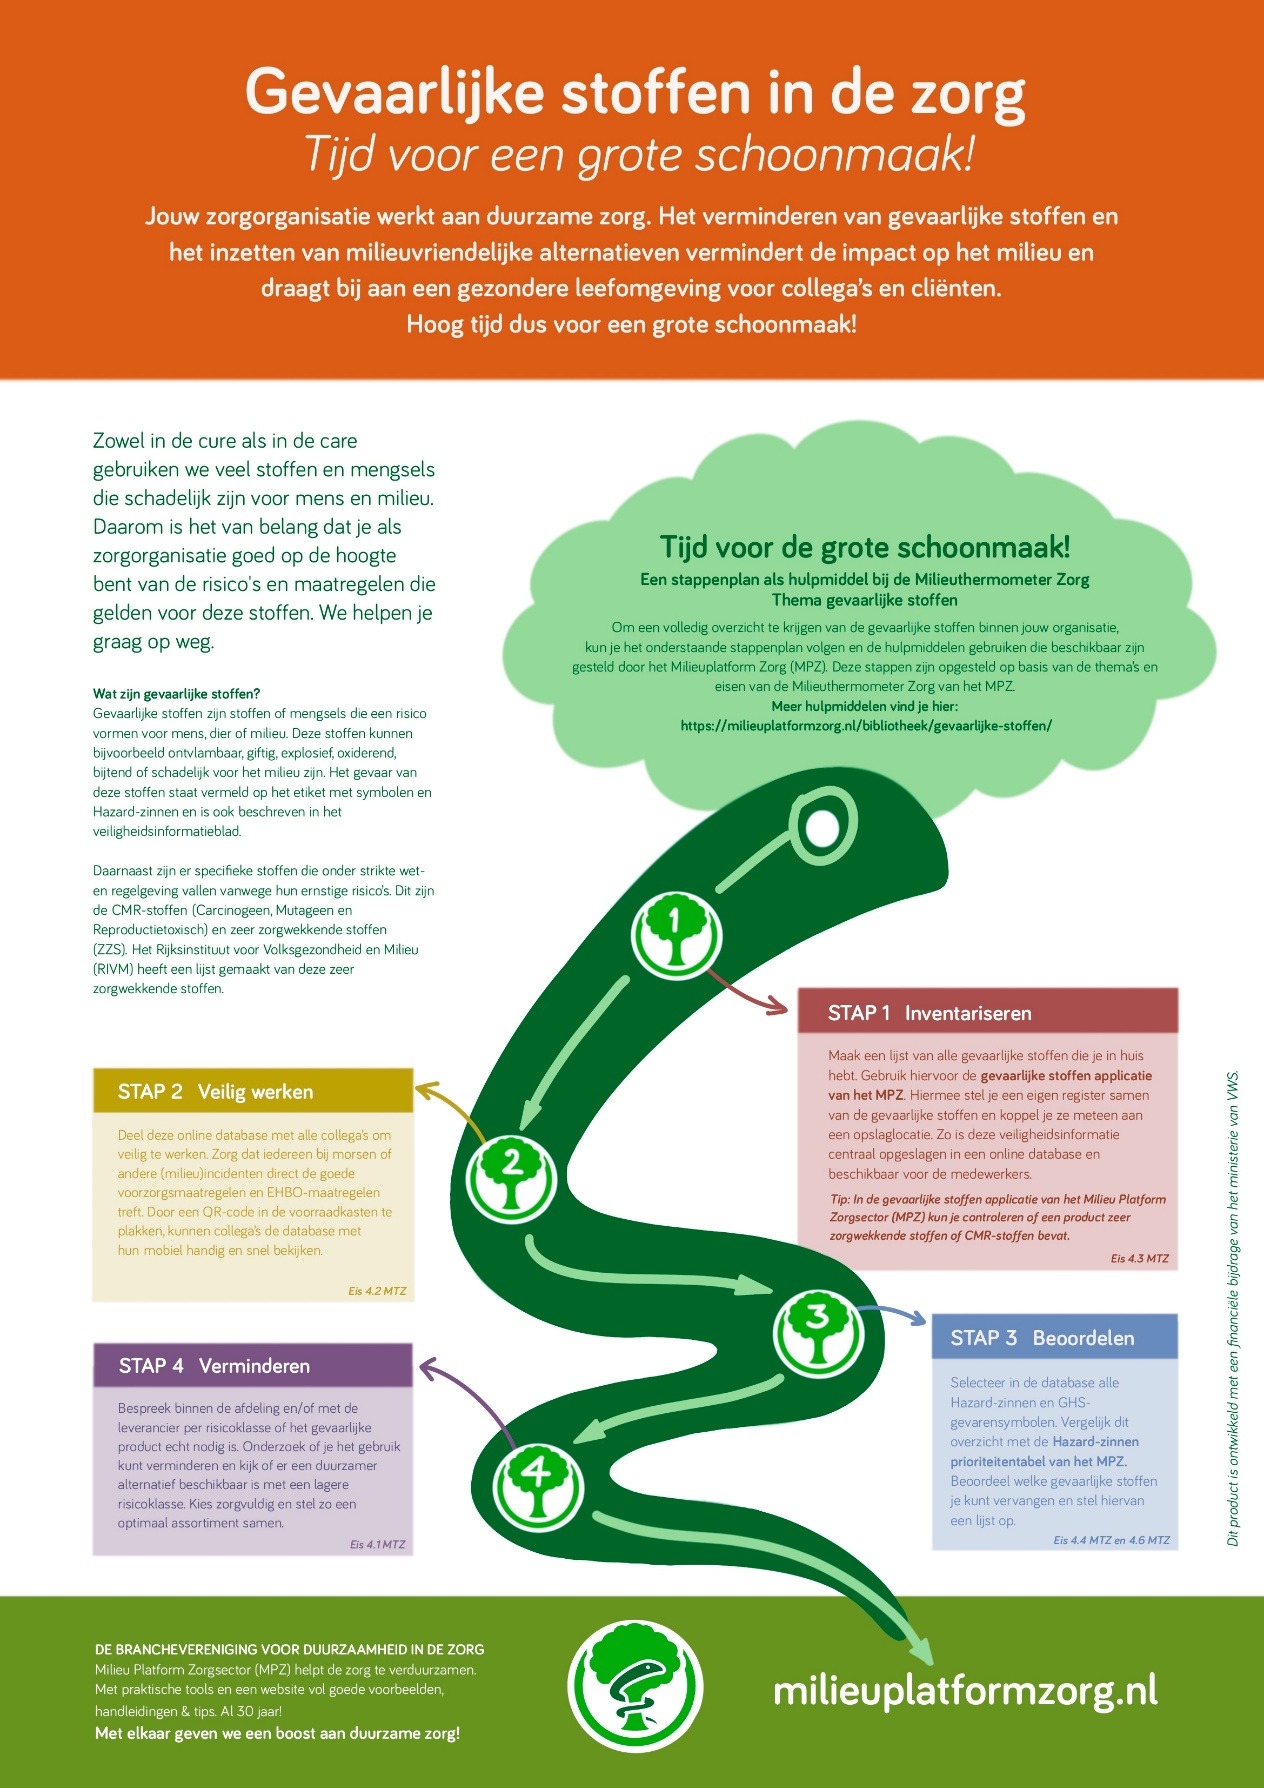 Gevaarlijke stoffen in de zorg
Tijd voor een grote schoonmaak!
Jouw zorgorganisatie werkt aan duurzame zorg. Het verminderen van gevaarlijke stoffen en
het inzetten van milieuvriendelijke alternatieven vermindert de impact op het milieu en
draagt bij aan een gezondere leefomgeving voor collega's en cliënten.
Hoog tijd dus voor een grote schoonmaak!
Zowel in de cure als in de care
gebruiken we veel stoffen en mengsels
die schadelijk zijn voor mens en milieu.
Daarom is het van belang dat je als
zorgorganisatie goed op de hoogte
bent van de risico's en maatregelen die
gelden voor deze stoffen. We helpen je
graag op weg.
Wat zijn gevaarlijke stoffen?
Gevaarlijke stoffen zijn stoffen of mengsels die een risico
vormen voor mens, dier of milieu. Deze stoffen kunnen
bijvoorbeeld ontvlambaar, giftig, explosief, oxiderend,
bijtend of schadelijk voor het milieu zijn. Het gevaar van
deze stoffen staat vermeld op het etiket met symbolen en
Hazard-zinnen en is ook beschreven in het
veiligheidsinformatieblad.
Daarnaast zijn er specifieke stoffen die onder strikte wet-
en regelgeving vallen vanwege hun ernstige risico's. Dit zijn
de CMR-stoffen (Carcinogeen, Mutageen en
Reproductietoxisch) en zeer zorgwekkende stoffen
(ZZS). Het Rijksinstituut voor Volksgezondheid en Milieu
(RIVM) heeft een lijst gemaakt van deze zeer
zorgwekkende stoffen.
Tijd voor de grote schoonmaak!
Een stappenplan als hulpmiddel bij de Milieuthermometer Zorg
Thema gevaarlijke stoffen
Om een volledig overzicht te krijgen van de gevaarlijke stoffen binnen jouw organisatie,
kun je het onderstaande stappenplan volgen en de hulpmiddelen gebruiken die beschikbaar zijn
gesteld door het Milieuplatform Zorg (MPZ). Deze stappen zijn opgesteld op basis van de thema's en
eisen van de Milieuthermometer Zorg van het MPZ.
Meer hulpmiddelen vind je hier:
https://milieuplatformzorg.nl/bibliotheek/gevaarlijke-stoffen/
1
STAP 1 Inventariseren
Maak een lijst van alle gevaarlijke stoffen die je in huis
hebt. Gebruik hiervoor de gevaarlijke stoffen applicatie
van het MPZ. Hiermee stel je een eigen register samen
van de gevaarlijke stoffen en koppel je ze meteen aan
een opslaglocatie. Zo is deze veiligheidsinformatie
centraal opgeslagen in een online database en
beschikbaar voor de medewerkers.
Tip: In de gevaarlijke stoffen applicatie van het Milieu Platform
Zorgsector (MPZ) kun je controleren of een product zeer
zorgwekkende stoffen of CMR-stoffen bevat.
Eis 4.3 MTZ
2
STAP 2 Veilig werken
Deel deze online database met alle collega's om
veilig te werken. Zorg dat iedereen bij morsen of
andere (milieu)incidenten direct de goede
voorzorgsmaatregelen en EHBO-maatregelen
treft. Door een QR-code in de voorraadkasten te
plakken, kunnen collega's de database met
hun mobiel handig en snel bekijken.
Eis 4.2 MTZ
3
STAP 3 Beoordelen
Selecteer in de database alle
Hazard-zinnen en GHS-
gevarensymbolen. Vergelijk dit
overzicht met de Hazard-zinnen
prioriteitentabel van het MPZ.
Beoordeel welke gevaarlijke stoffen
je kunt vervangen en stel hiervan
een lijst op.
Eis 4.4 MTZ en 4.6 MTZ
4
STAP 4 Verminderen
Bespreek binnen de afdeling en/of met de
leverancier per risicoklasse of het gevaarlijke
product echt nodig is. Onderzoek of je het gebruik
kunt verminderen en kijk of er een duurzamer
alternatief beschikbaar is met een lagere
risicoklasse. Kies zorgvuldig en stel zo een
optimaal assortiment samen.
Eis 4.1 MTZ
Dit product is ontwikkeld met een financiële bijdrage van het ministerie van VWS.
DE BRANCHEVERENIGING VOOR DUURZAAMHEID IN DE ZORG
Milieu Platform Zorgsector (MPZ) helpt de zorg te verduurzamen.
Met praktische tools en een website vol goede voorbeelden,
handleidingen & tips. Al 30 jaar!
Met elkaar geven we een boost aan duurzame zorg!
milieuplatformzorg.nl